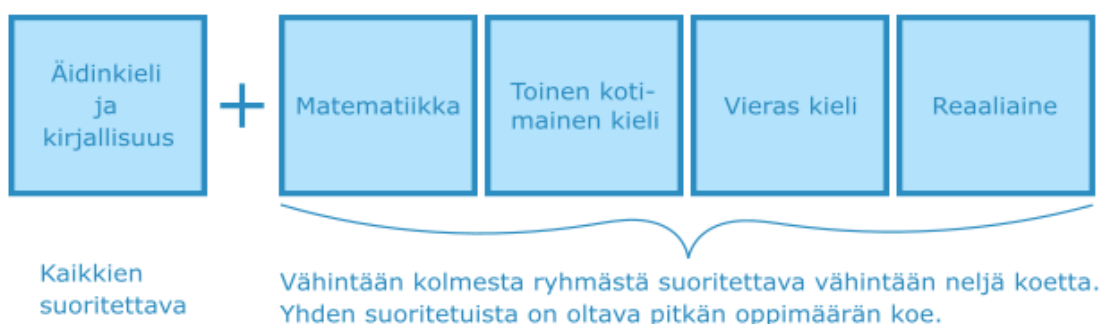 Äidinkieli
ja
kirjallisuus
+
Matematiikka
Toinen koti-
mainen kieli
Vieras kieli
Reaaliaine
Kaikkien
suoritettava
Vähintään kolmesta ryhmästä suoritettava vähintään neljä koetta.
Yhden suoritetuista on oltava pitkän oppimäärän koe.